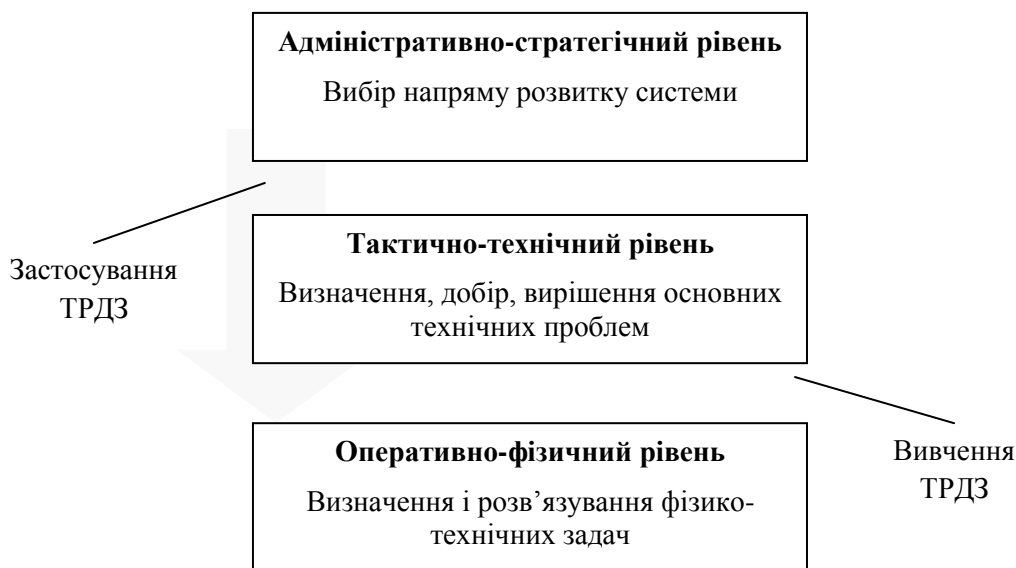 Адміністративно-стратегічний рівень
Вибір напряму розвитку системи
Тактично-технічний рівень
Визначення, добір, вирішення основних
технічних проблем
Застосування
ТРДЗ
Оперативно-фізичний рівень
Визначення і розв’язування фізико-
технічних задач
Вивчення
ТРДЗ